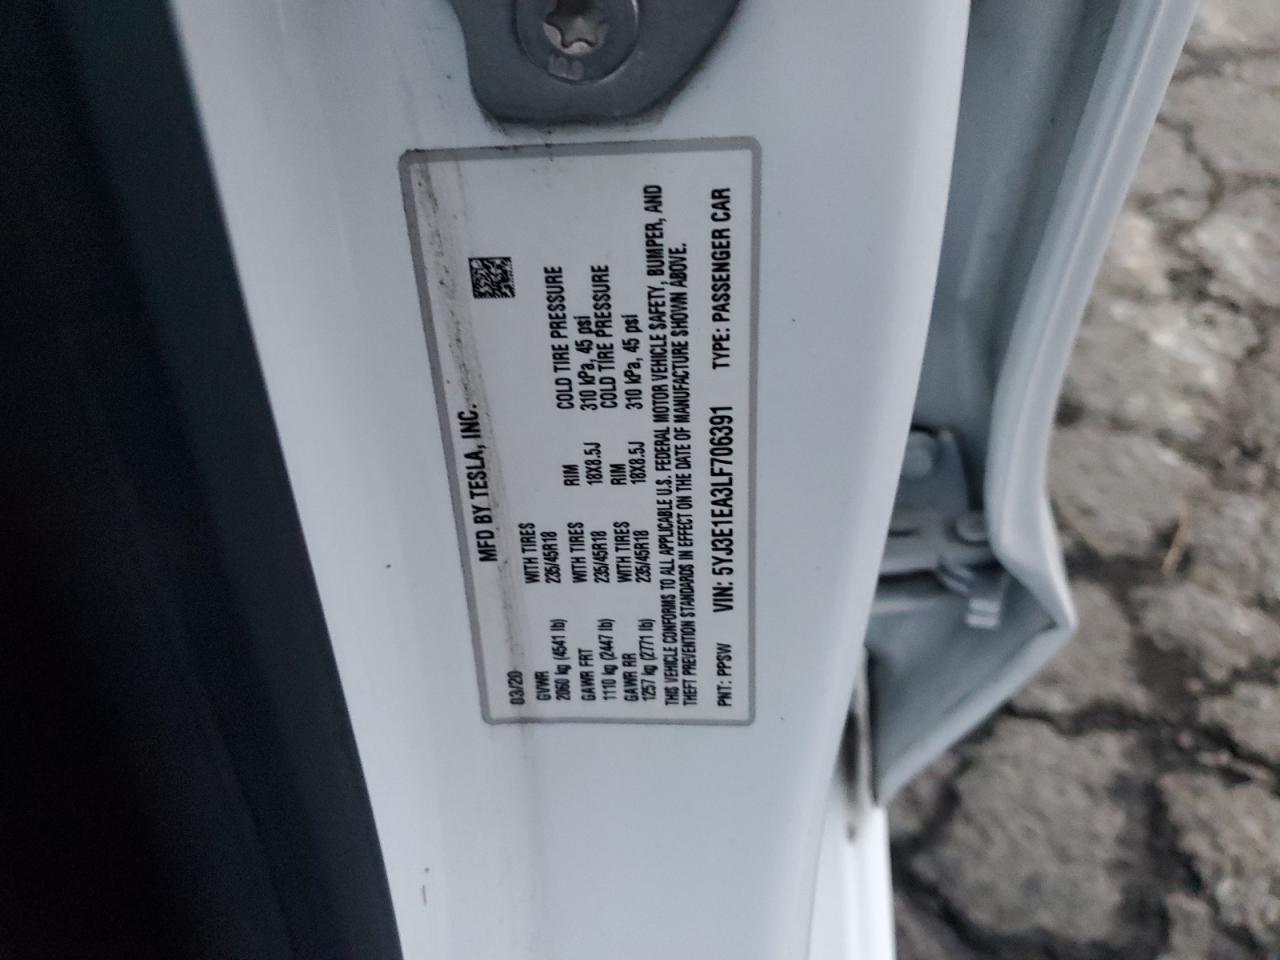 MFD BY TESLA, INC.
03/20
GVWR WITH TIRES
2060 kg (4541 lb) 235/45R18
GAWR FRT WITH TIRES RIM COLD TIRE PRESSURE
1110 kg (2447 lb) 235/45R18 18X8.5J 310 kPa, 45 psi
GAWR RR WITH TIRES RIM COLD TIRE PRESSURE
1257 kg (2771 lb) 235/45R18 18X8.5J 310 kPa, 45 psi
THIS VEHICLE CONFORMS TO ALL APPLICABLE U.S. FEDERAL MOTOR VEHICLE SAFETY, BUMPER, AND
THEFT PREVENTION STANDARDS IN EFFECT ON THE DATE OF MANUFACTURE SHOWN ABOVE.
PNT: PPSW VIN: 5YJ3E1EA3LF706391 TYPE: PASSENGER CAR